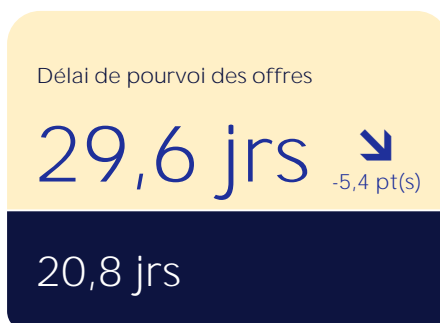 Délai de pourvoi des offres
29,6 jrs
-5,4 pt(s)
20,8 jrs